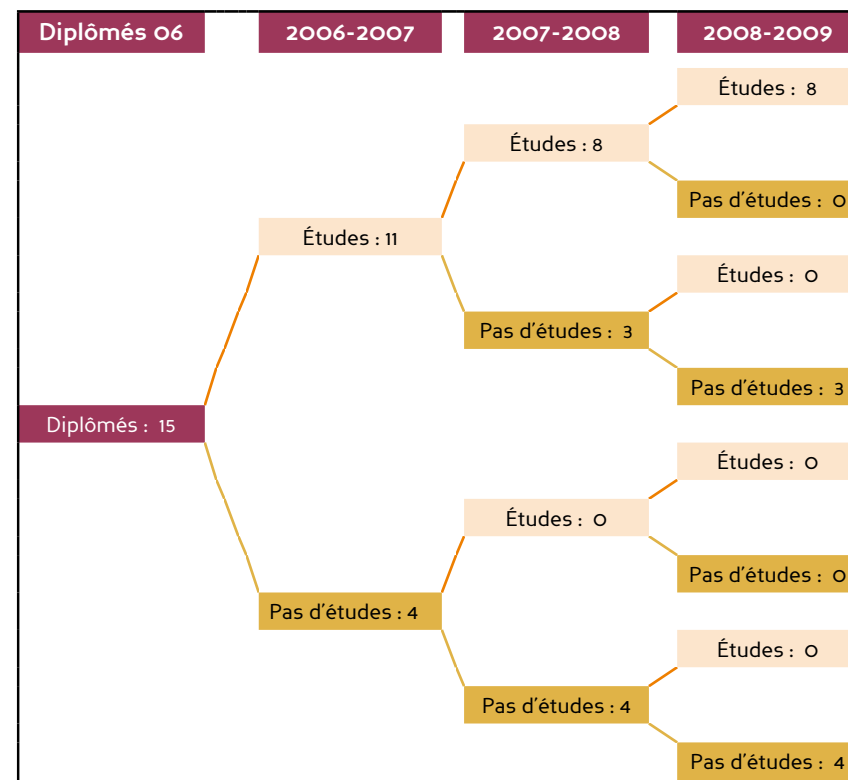 Diplômés 06 2006-2007 2007-2008 2008-2009
Études : 8
Études : 8
Pas d'études : 0
Études : 11
Études : 0
Pas d'études : 3
Pas d'études : 3
Diplômés : 15
Études : 0
Études : 0
Pas d'études : 0
Pas d'études : 4
Études : 0
Pas d'études : 4
Pas d'études : 4